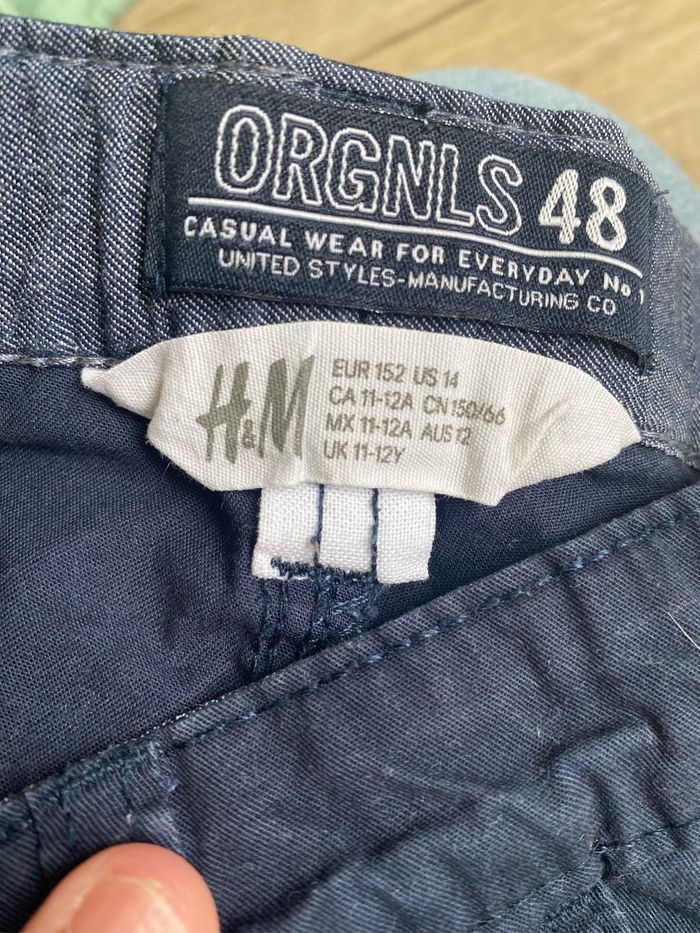 ORGNLS 48
CASUAL WEAR FOR EVERYDAY No.1
UNITED STYLES-MANUFACTURING CO
H&M
EUR 152 US 14
CA 11-12A CN 150/66
MX 11-12A AUS 12
UK 11-12Y